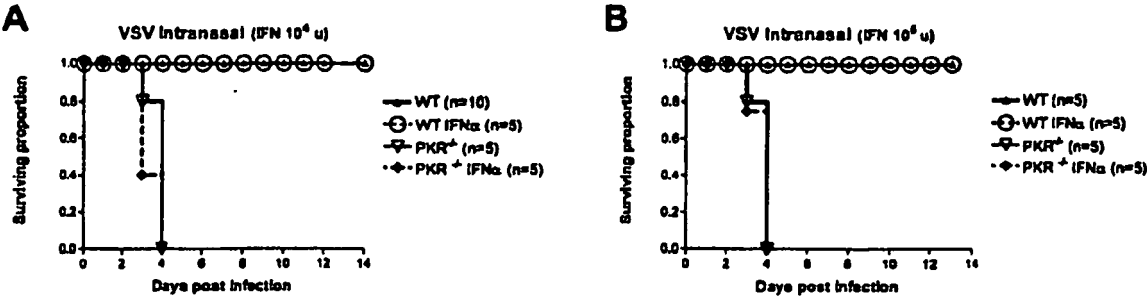 A
VSV Intranasal (IFN 10⁴ u)
Surviving proportion
1.0
0.8
0.6
0.4
0.2
0.0
0 2 4 6 8 10 12 14
Days post infection
WT (n=10)
WT IFNα (n=5)
PKR⁻/⁻ (n=5)
PKR ⁻/⁻ IFNα (n=5)
B
VSV Intranasal (IFN 10⁵ u)
Surviving proportion
1.0
0.8
0.6
0.4
0.2
0.0
0 2 4 6 8 10 12 14
Days post infection
WT (n=5)
WT IFNα (n=5)
PKR⁻/⁻ (n=5)
PKR ⁻/⁻ IFNα (n=5)